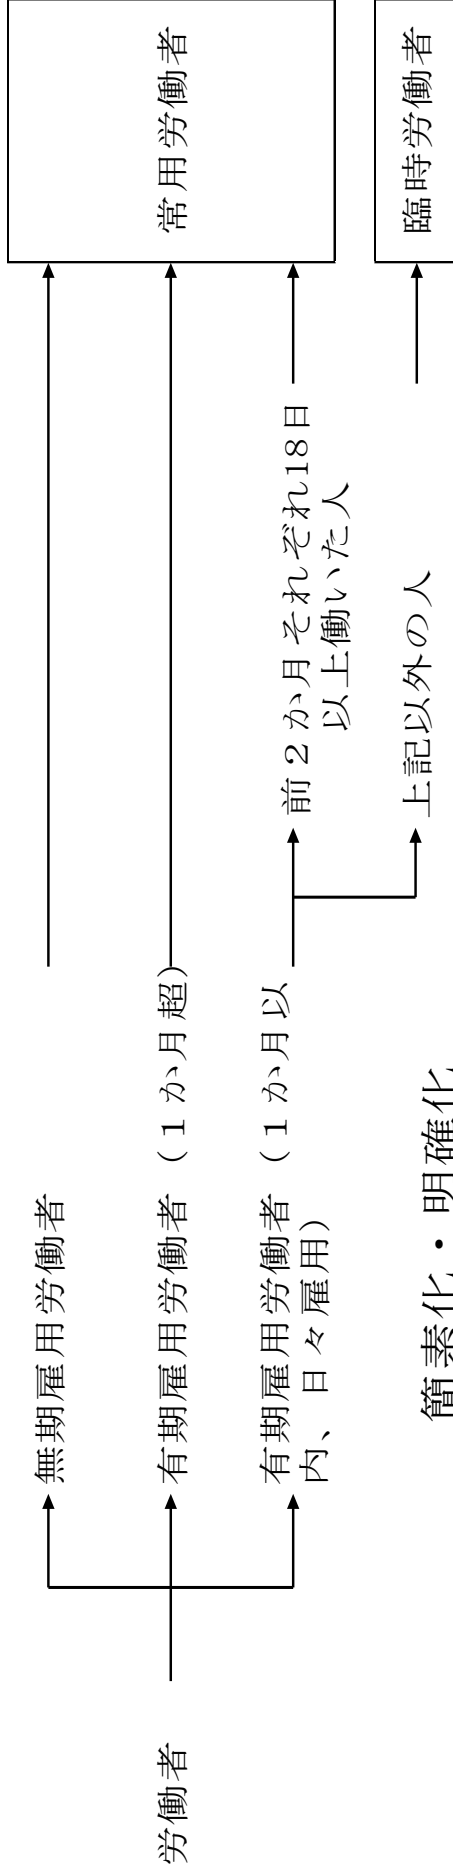 労働者
無期雇用労働者
有期雇用労働者（1か月超）
有期雇用労働者（1か月以
内、日々雇用）
前2か月それぞれ18日
以上働いた人
上記以外の人
常用労働者
臨時労働者
簡素化・明確化